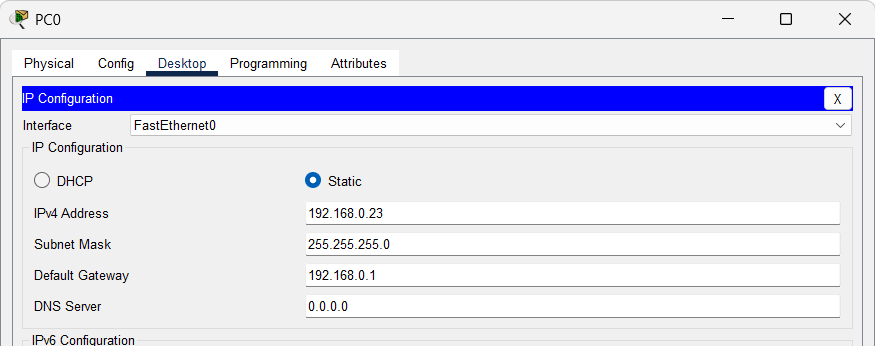 PC0
Physical Config Desktop Programming Attributes
IP Configuration X
Interface FastEthernet0
IP Configuration
DHCP Static
IPv4 Address 192.168.0.23
Subnet Mask 255.255.255.0
Default Gateway 192.168.0.1
DNS Server 0.0.0.0
IPv6 Configuration